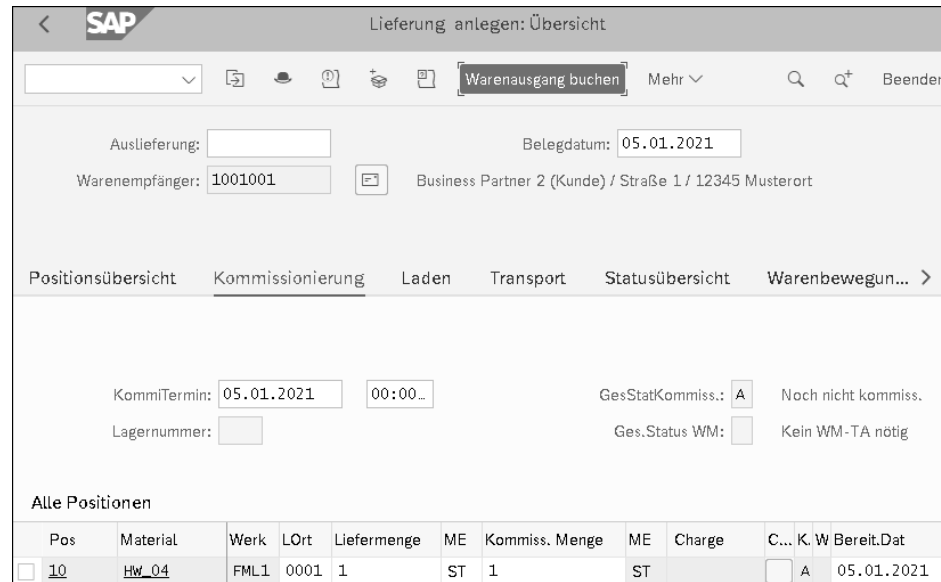 SAP Lieferung anlegen: Übersicht
Warenausgang buchen Mehr Beenden
Auslieferung: Belegdatum: 05.01.2021
Warenempfänger: 1001001 Business Partner 2 (Kunde) / Straße 1 / 12345 Musterort
Positionsübersicht Kommissionierung Laden Transport Statusübersicht Warenbewegun...
KommiTermin: 05.01.2021 00:00… GesStatKommiss.: A Noch nicht kommiss.
Lagernummer: Ges.Status WM: Kein WM-TA nötig
Alle Positionen
Pos Material Werk LOrt Liefermenge ME Kommiss. Menge ME Charge C... K. W Bereit.Dat
10 HW_04 FML1 0001 1 ST 1 ST A 05.01.2021